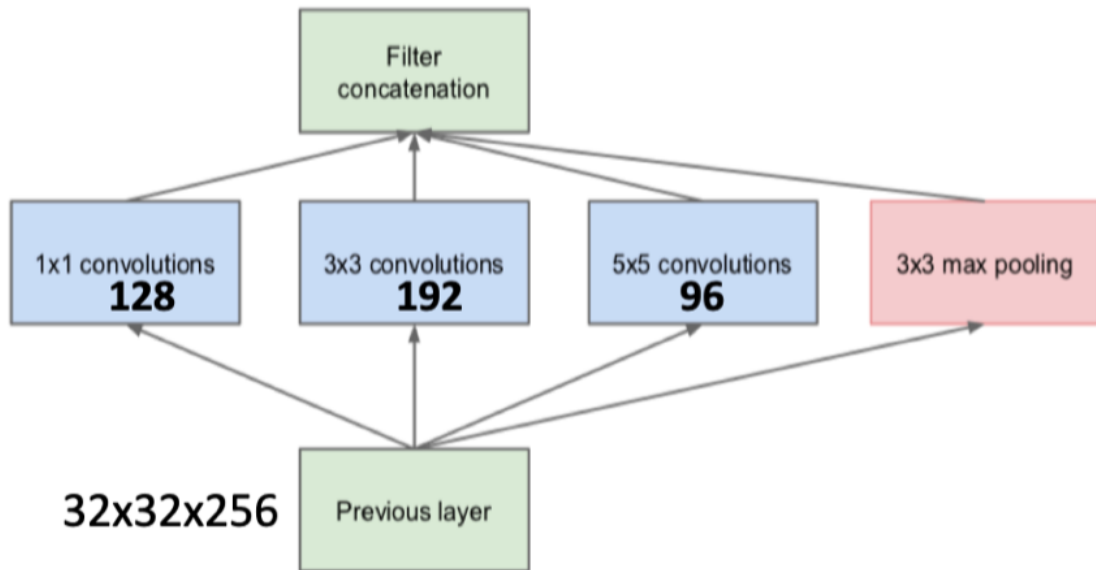 Filter
concatenation
1x1 convolutions
128
3x3 convolutions
192
5x5 convolutions
96
3x3 max pooling
32x32x256
Previous layer